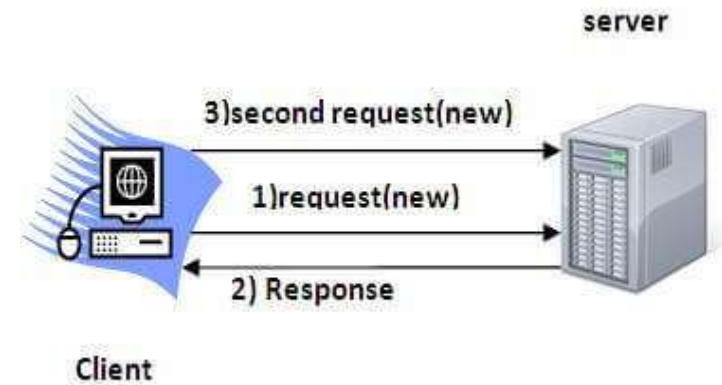 server
3)second request(new)
1)request(new)
2) Response
Client